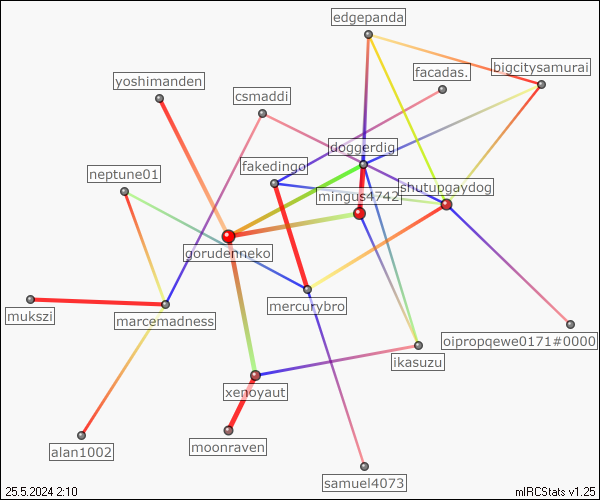 edgepanda
facadas.
bigcitysamurai
yoshimanden
csmaddi
doggerdig
fakedingo
neptune01
shutupgaydog
mingus4742
gorudenneko
mercurybro
mukszi
marcemadness
oipropqewe0171#0000
ikasuzu
xenoyaut
moonraven
alan1002
samuel4073
25.5.2024 2:10
mIRCStats v1.25